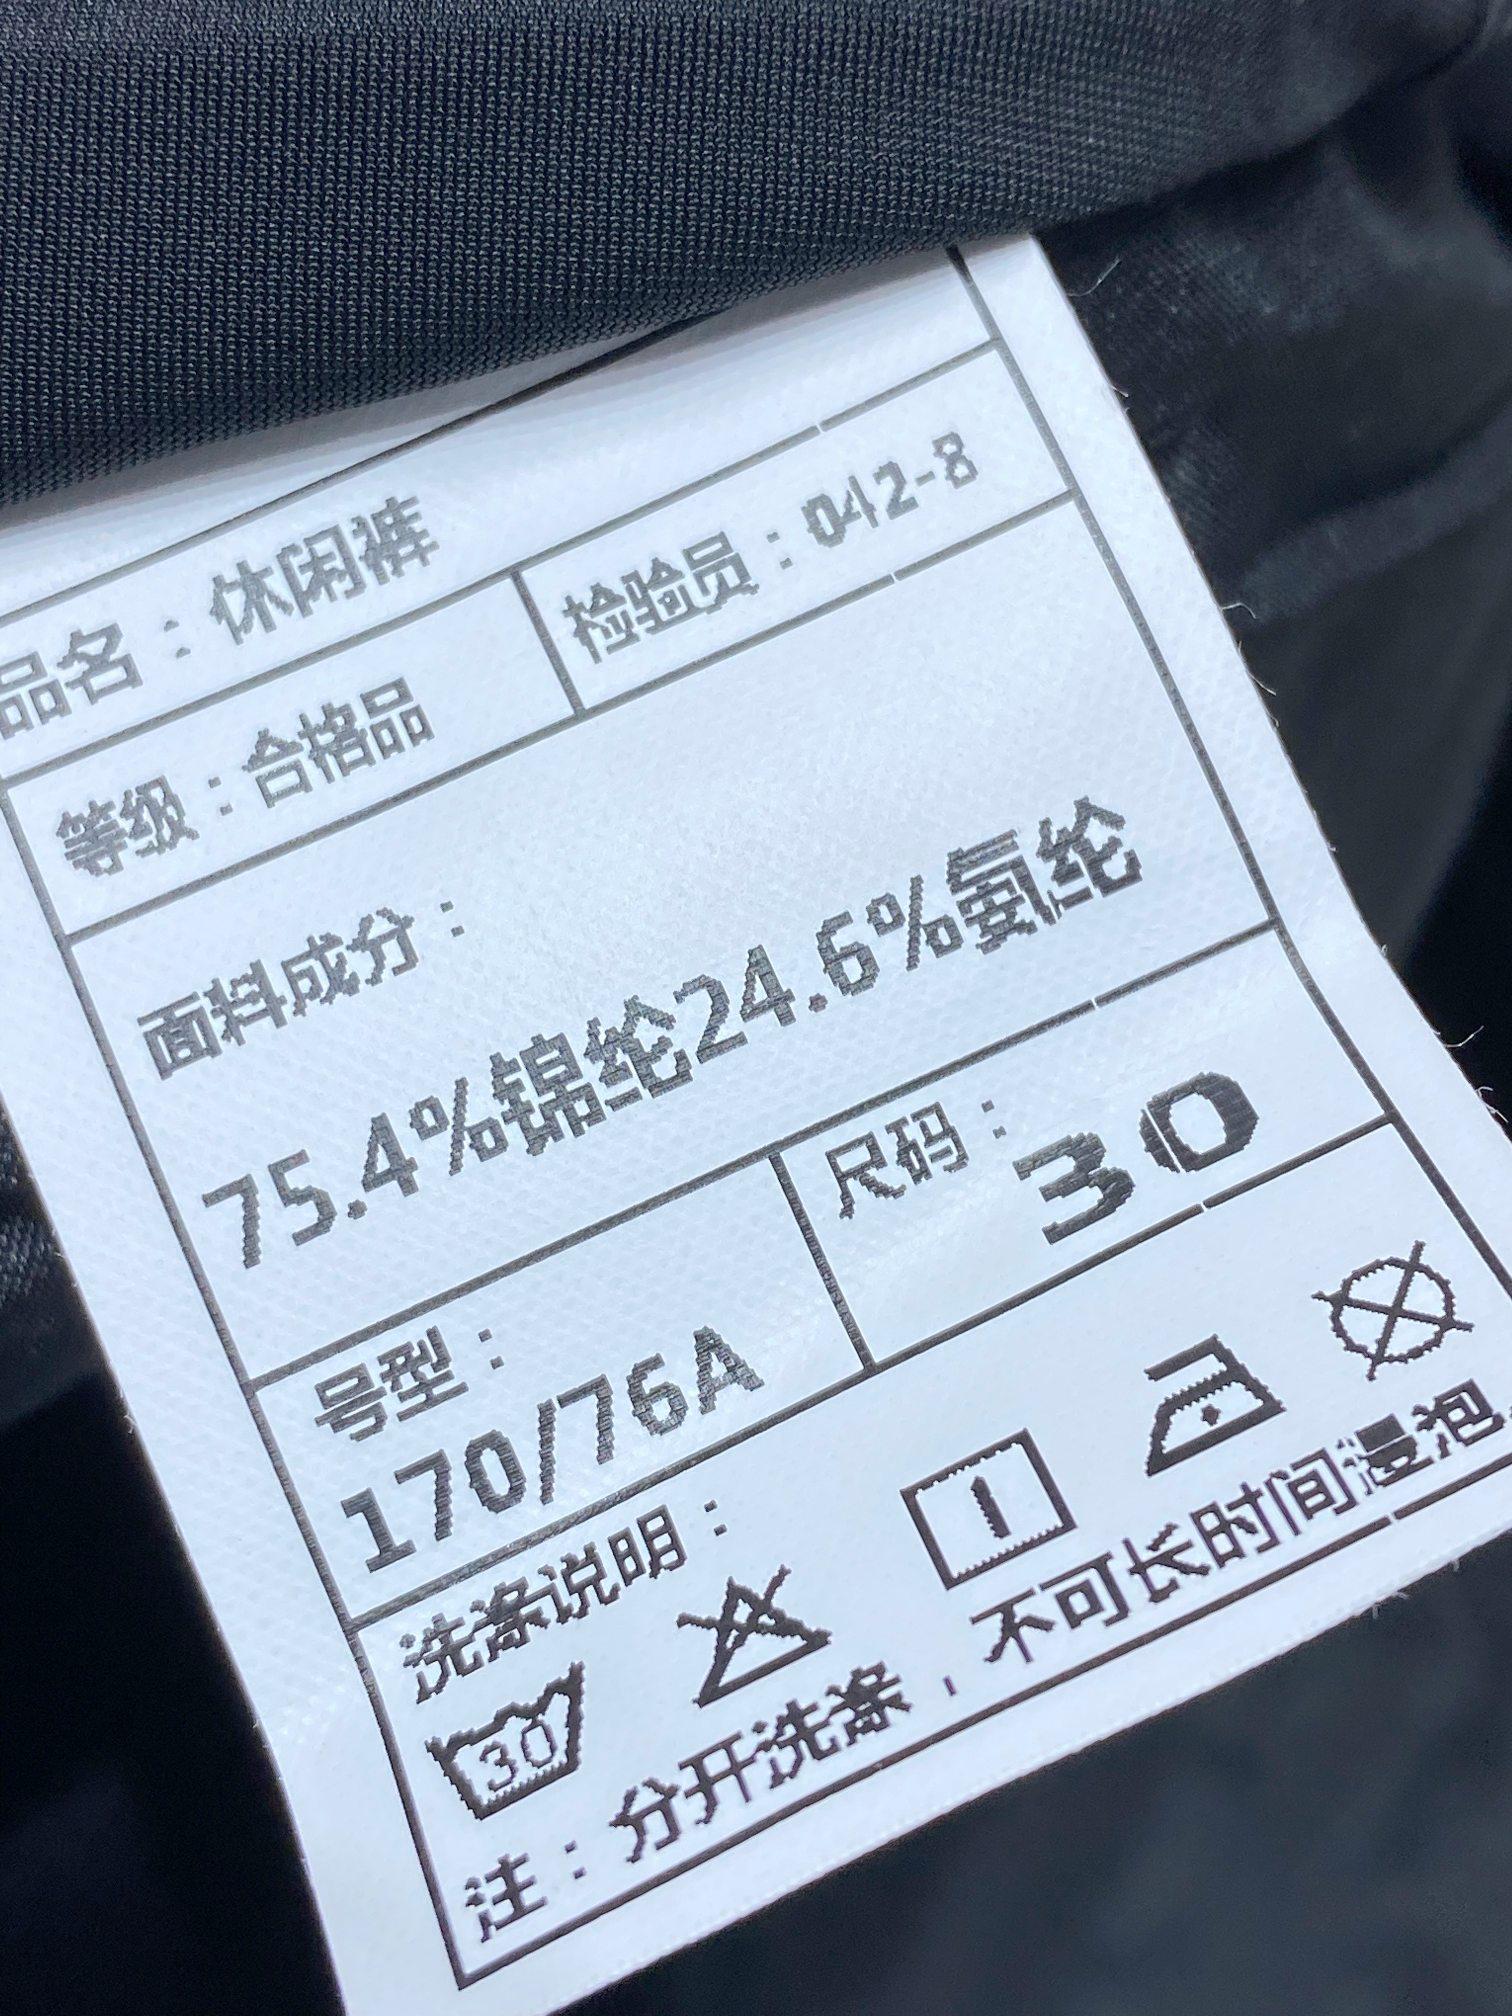 品名：休闲裤
等级：合格品 检验员：042-8
面料成分：
75.4%锦纶24.6%氨纶
号型：
170/76A
尺码：30
洗涤说明：
30
注：分开洗涤，不可长时间漫泡